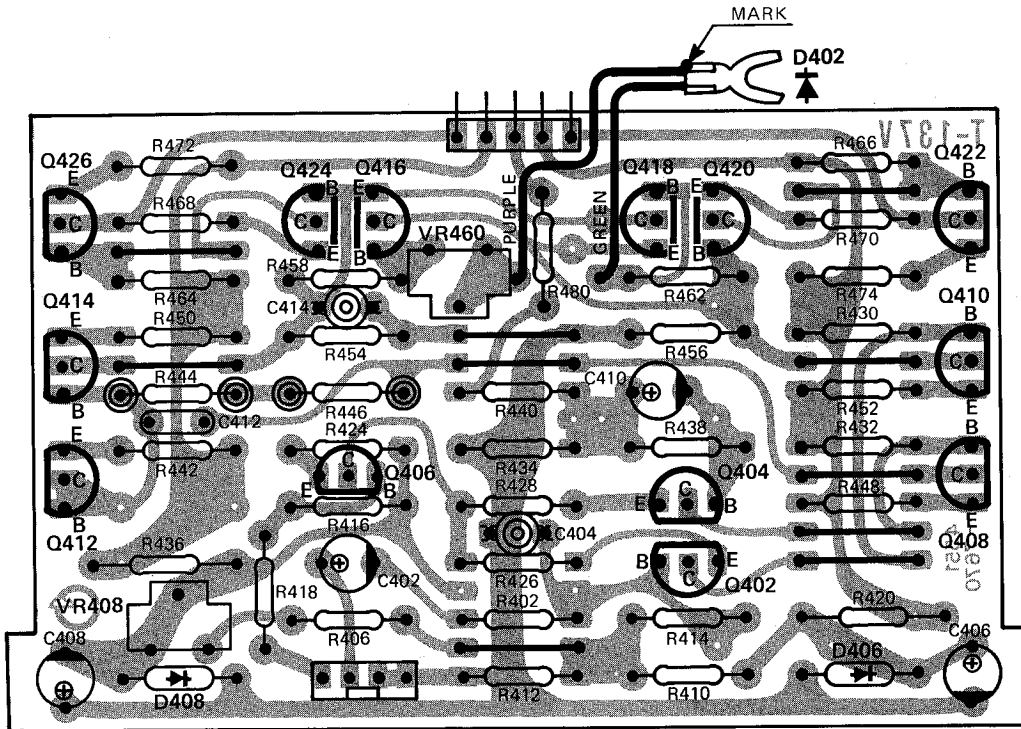 MARK
D402
T-137V
R472
R466
Q426
Q424
Q416
Q418
Q420
Q422
E
B
E
B
E
B
C
C
C
C
C
C
R468
PURPLE
GREEN
R470
VR460
B
E
B
E
B
E
R458
R464
R480
R462
R474
Q414
C414
Q410
E
R450
R430
B
R454
R456
C
C
R444
C410
R446
R440
R452
B
E
C412
R424
R438
R432
E
B
R442
C
Q406
R434
Q404
C
R428
C
R448
C
E
B
E
B
B
R416
E
Q412
C404
Q408
R436
B
E
C402
C
R418
R426
Q402
VR408
R402
R420
C408
R406
R414
C406
D406
D408
R412
R410